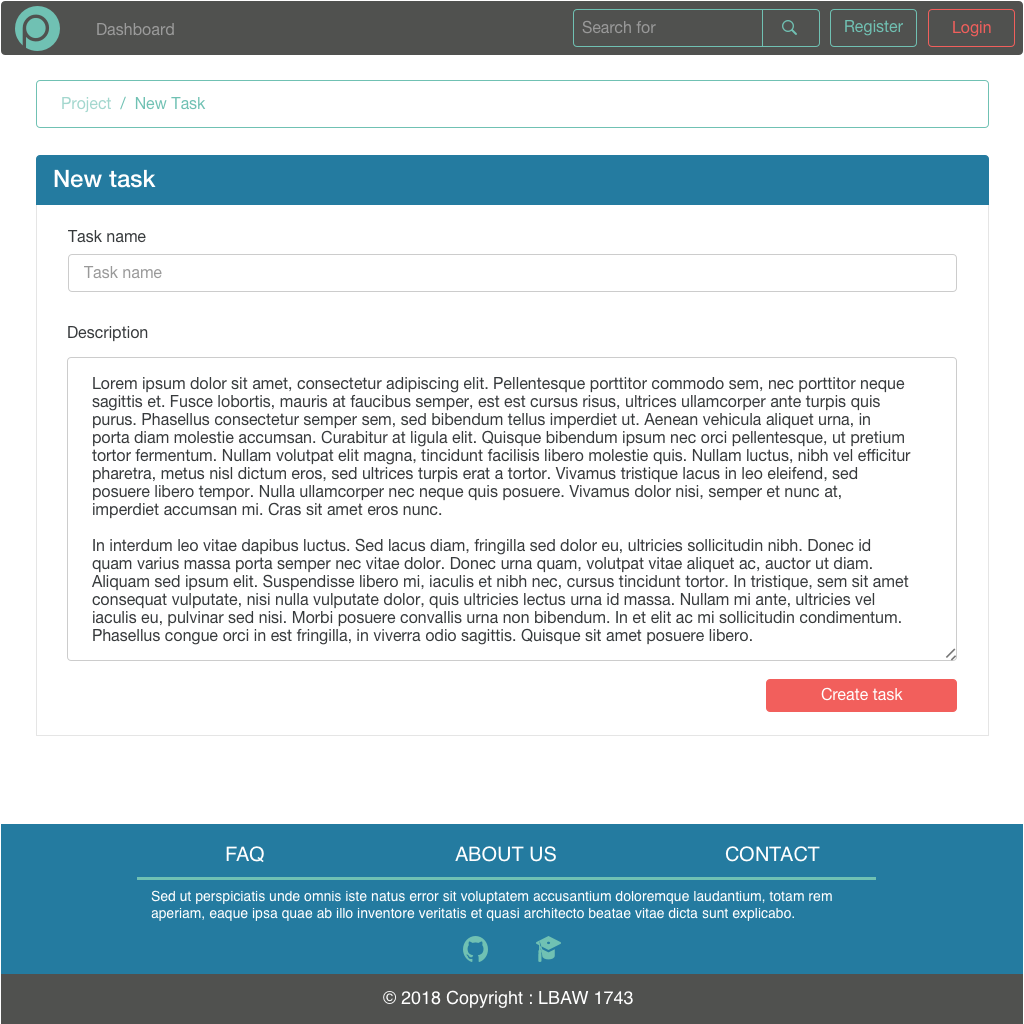 Dashboard
Search for
Register
Login
Project / New Task
New task
Task name
Task name
Description
Lorem ipsum dolor sit amet, consectetur adipiscing elit. Pellentesque porttitor commodo sem, nec porttitor neque
sagittis et. Fusce lobortis, mauris at faucibus semper, est est cursus risus, ultrices ullamcorper ante turpis quis
purus. Phasellus consectetur semper sem, sed bibendum tellus imperdiet ut. Aenean vehicula aliquet urna, in
porta diam molestie accumsan. Curabitur at ligula elit. Quisque bibendum ipsum nec orci pellentesque, ut pretium
tortor fermentum. Nullam volutpat elit magna, tincidunt facilisis libero molestie quis. Nullam luctus, nibh vel efficitur
pharetra, metus nisl dictum eros, sed ultrices turpis erat a tortor. Vivamus tristique lacus in leo eleifend, sed
posuere libero tempor. Nulla ullamcorper nec neque quis posuere. Vivamus dolor nisi, semper et nunc at,
imperdiet accumsan mi. Cras sit amet eros nunc.
In interdum leo vitae dapibus luctus. Sed lacus diam, fringilla sed dolor eu, ultricies sollicitudin nibh. Donec id
quam varius massa porta semper nec vitae dolor. Donec urna quam, volutpat vitae aliquet ac, auctor ut diam.
Aliquam sed ipsum elit. Suspendisse libero mi, iaculis et nibh nec, cursus tincidunt tortor. In tristique, sem sit amet
consequat vulputate, nisi nulla vulputate dolor, quis ultricies lectus urna id massa. Nullam mi ante, ultricies vel
iaculis eu, pulvinar sed nisi. Morbi posuere convallis urna non bibendum. In et elit ac mi sollicitudin condimentum.
Phasellus congue orci in est fringilla, in viverra odio sagittis. Quisque sit amet posuere libero.
Create task
FAQ
ABOUT US
CONTACT
Sed ut perspiciatis unde omnis iste natus error sit voluptatem accusantium doloremque laudantium, totam rem
aperiam, eaque ipsa quae ab illo inventore veritatis et quasi architecto beatae vitae dicta sunt explicabo.
© 2018 Copyright : LBAW 1743